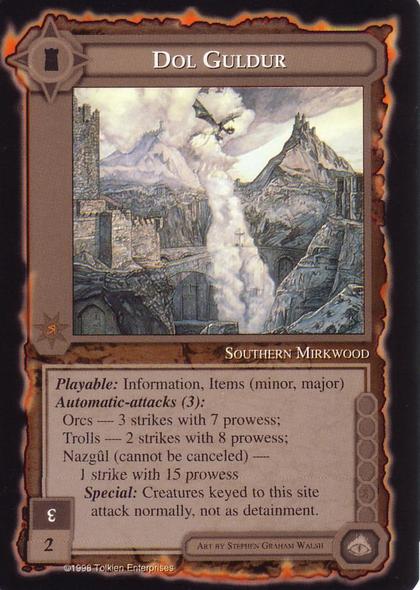 DOL GULDUR
SOUTHERN MIRKWOOD
Playable: Information, Items (minor, major)
Automatic-attacks (3):
Orcs — 3 strikes with 7 prowess;
Trolls — 2 strikes with 8 prowess;
Nazgûl (cannot be canceled) —
1 strike with 15 prowess
Special: Creatures keyed to this site
attack normally, not as detainment.
3
2
ART BY STEPHEN GRAHAM WALSH
©1998 Tolkien Enterprises